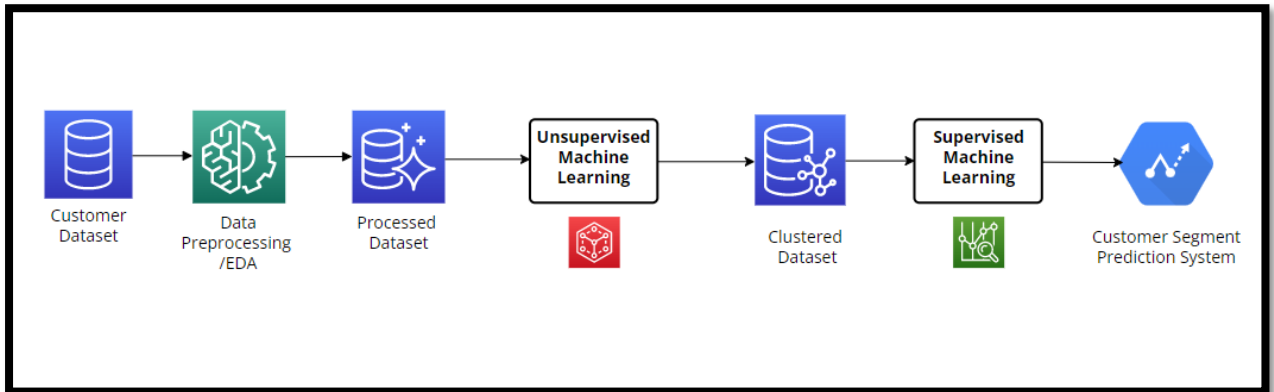 Customer
Dataset
Data
Preprocessing
/EDA
Processed
Dataset
Unsupervised
Machine
Learning
Clustered
Dataset
Supervised
Machine
Learning
Customer Segment
Prediction System